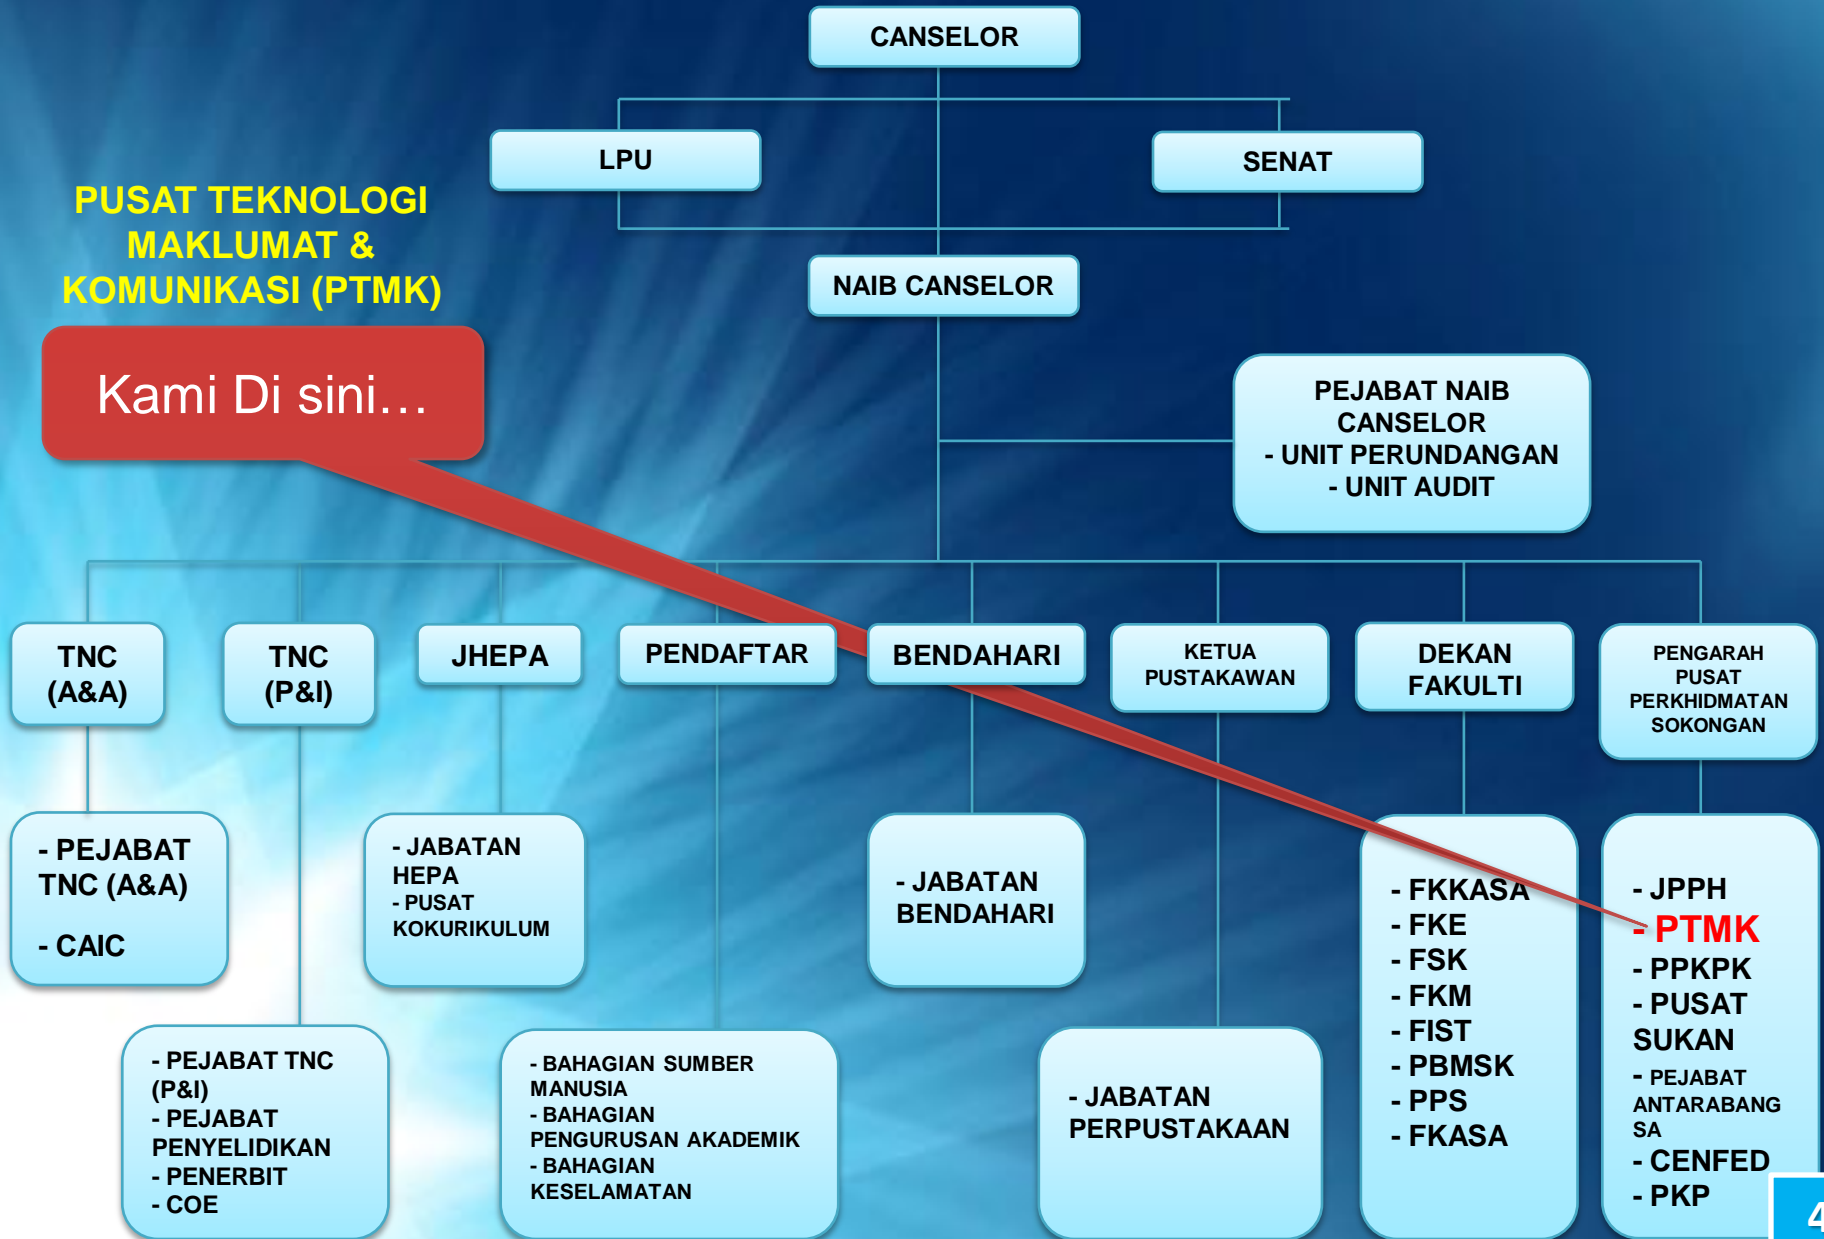 CANSELOR
LPU
SENAT
PUSAT TEKNOLOGI
MAKLUMAT &
KOMUNIKASI (PTMK)
NAIB CANSELOR
Kami Di sini…
PEJABAT NAIB
CANSELOR
- UNIT PERUNDANGAN
- UNIT AUDIT
TNC
(A&A)
TNC
(P&I)
JHEPA
PENDAFTAR
BENDAHARI
KETUA
PUSTAKAWAN
DEKAN
FAKULTI
PENGARAH
PUSAT
PERKHIDMATAN
SOKONGAN
- PEJABAT
TNC (A&A)
- CAIC
- JABATAN
HEPA
- PUSAT
KOKURIKULUM
- JABATAN
BENDAHARI
- FKKASA
- FKE
- FSK
- FKM
- FIST
- PBMSK
- PPS
- FKASA
- JPPH
- PTMK
- PPKPK
- PUSAT
SUKAN
- PEJABAT
ANTARABANG
SA
- CENFED
- PKP
- PEJABAT TNC
(P&I)
- PEJABAT
PENYELIDIKAN
- PENERBIT
- COE
- BAHAGIAN SUMBER
MANUSIA
- BAHAGIAN
PENGURUSAN AKADEMIK
- BAHAGIAN
KESELAMATAN
- JABATAN
PERPUSTAKAAN
4